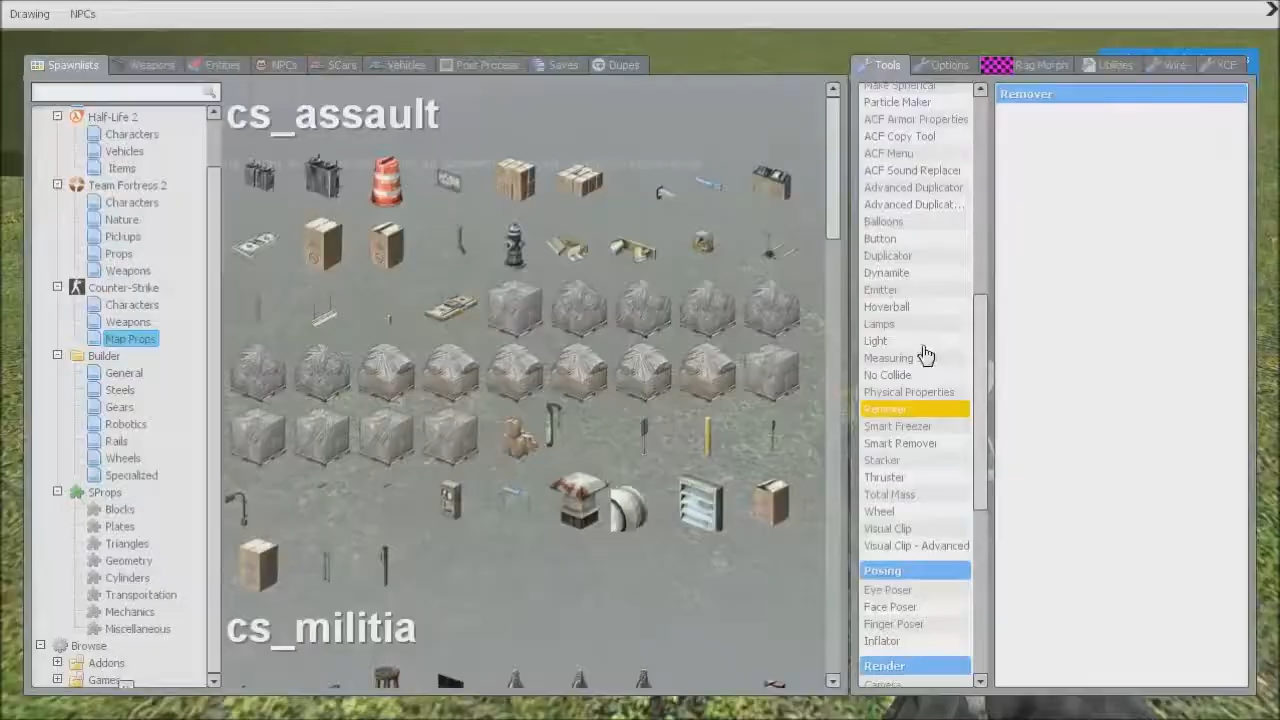 Drawing NPCs
Spawnlists Weapons Entities NPCs SCars Vehicles Post Process Saves Dupes
Tools Options Rag Morph Utilities Wire XCF
Half-Life 2
Characters
Vehicles
Items
Team Fortress 2
Characters
Nature
Pickups
Props
Weapons
Counter-Strike
Characters
Weapons
Map Props
Builder
General
Steels
Gears
Robotics
Rails
Wheels
Specialized
SProps
Blocks
Plates
Triangles
Geometry
Cylinders
Transportation
Mechanics
Miscellaneous
Browse
Addons
Games
cs_assault
cs_militia
Make Spherical
Particle Maker
ACF Armor Properties
ACF Copy Tool
ACF Menu
ACF Sound Replacer
Advanced Duplicator
Advanced Duplicat...
Balloons
Button
Duplicator
Dynamite
Emitter
Hoverball
Lamps
Light
Measuring
No Collide
Physical Properties
Remover
Smart Freezer
Smart Remover
Stacker
Thruster
Total Mass
Wheel
Visual Clip
Visual Clip - Advanced
Posing
Eye Poser
Face Poser
Finger Poser
Inflator
Render
Camera
Remover